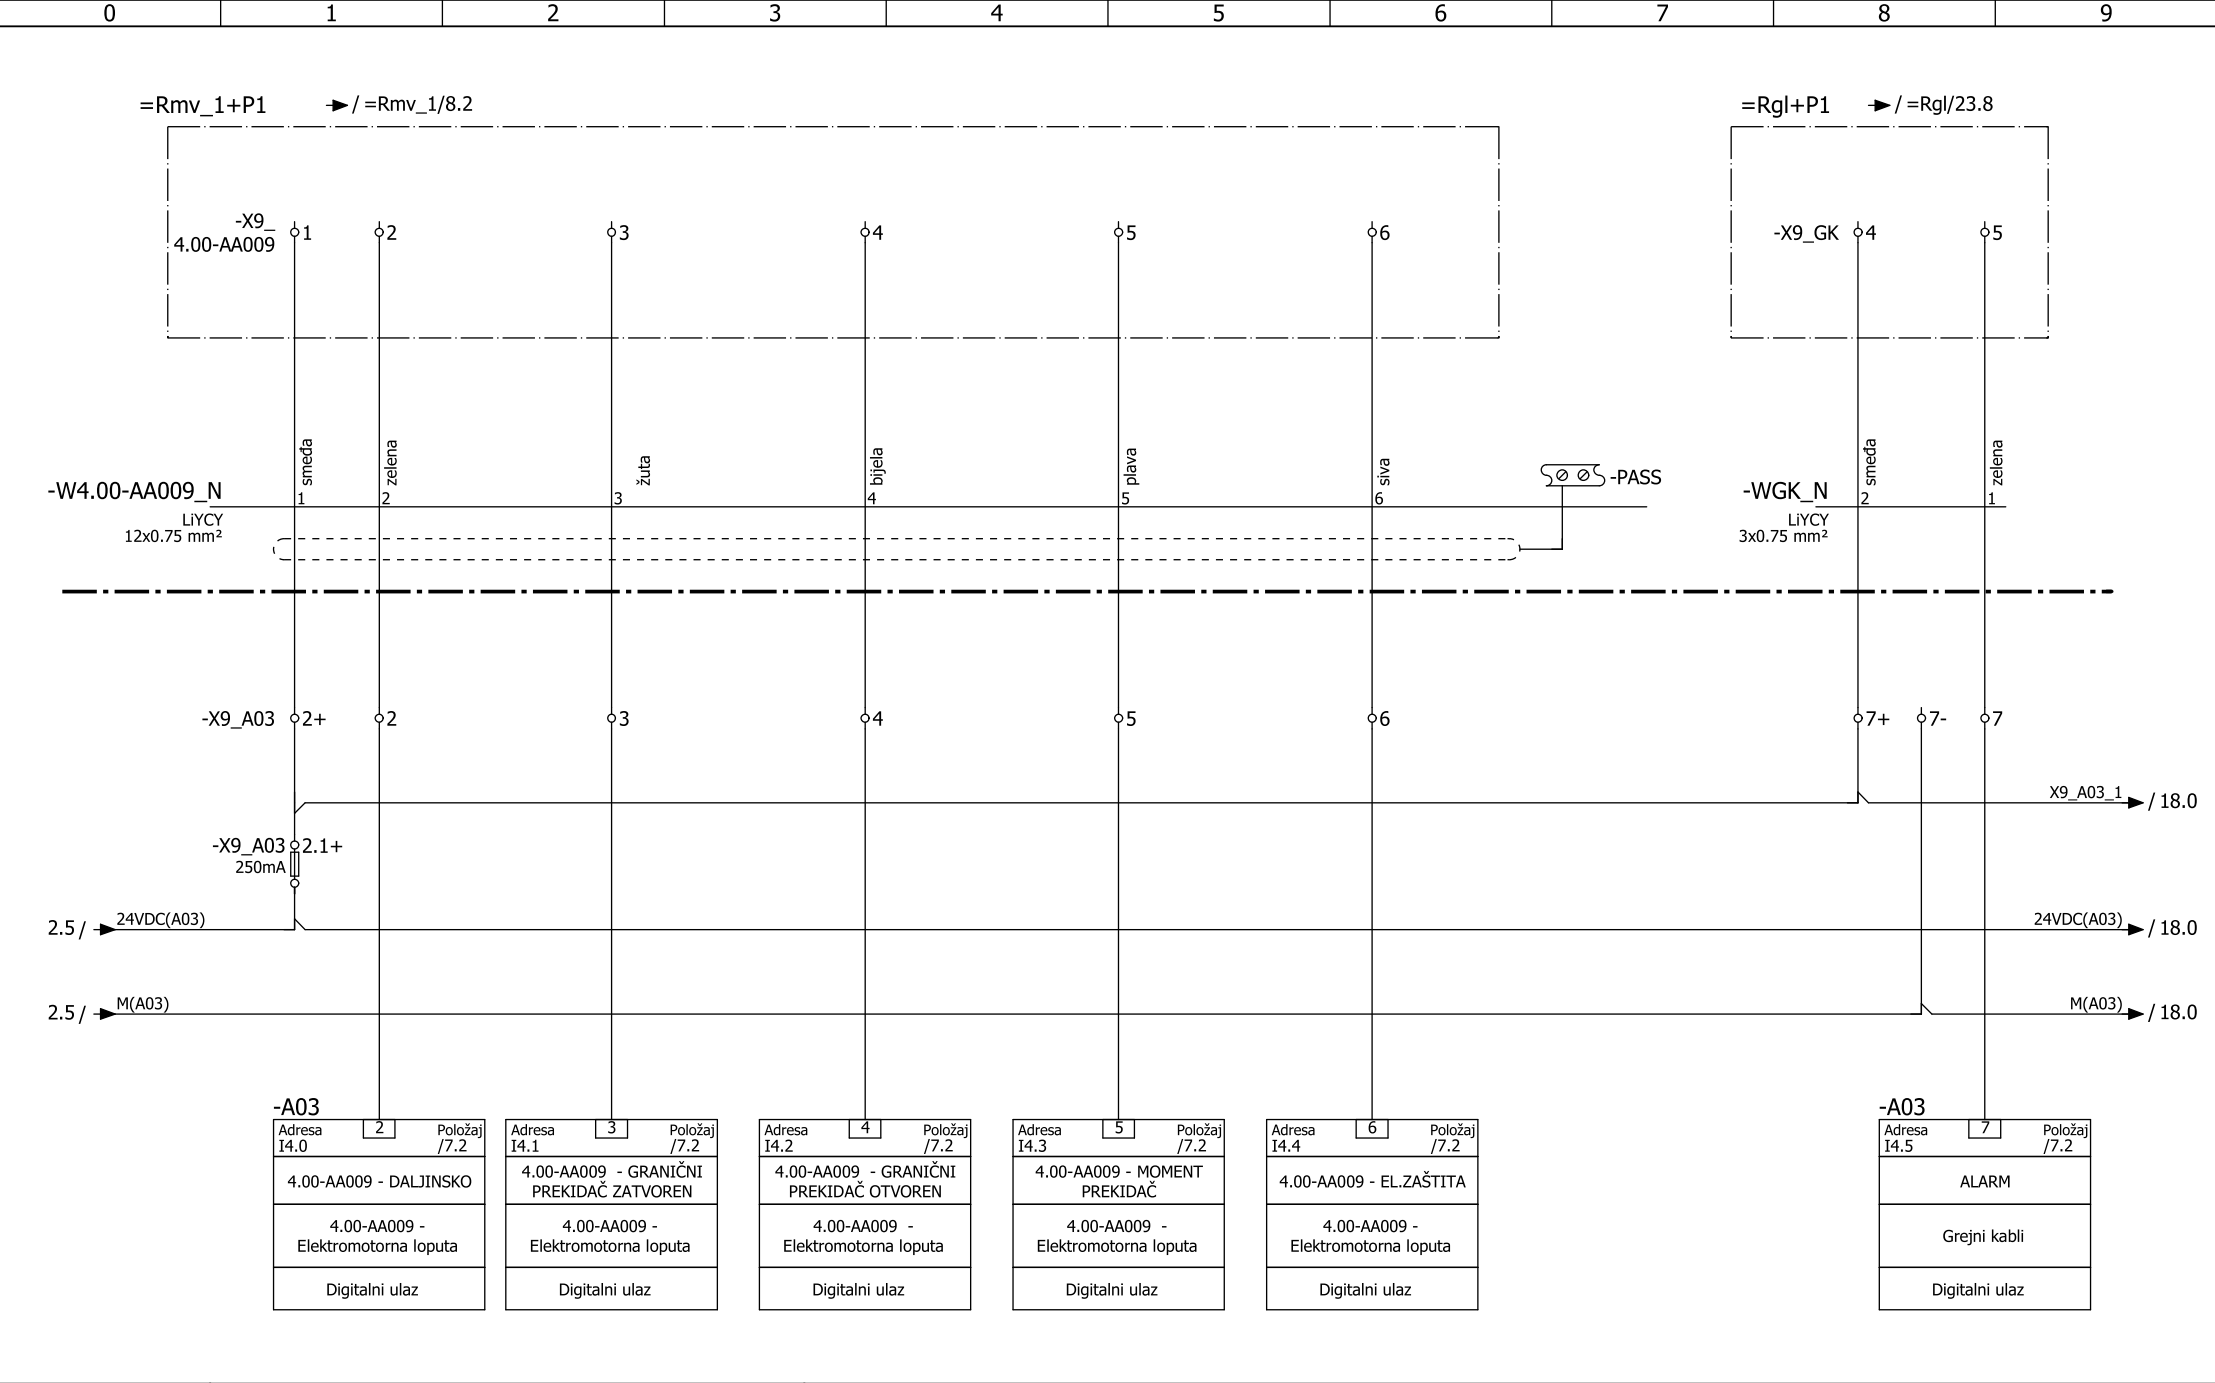 0 1 2 3 4 5 6 7 8 9
=Rmv_1+P1 / =Rmv_1/8.2 =Rgl+P1 / =Rgl/23.8
-X9_
4.00-AA009 1 2 3 4 5 6 -X9_GK 4 5
smeđa zelena žuta bijela plava siva -PASS smeđa zelena
-W4.00-AA009_N 1 2 3 4 5 6 -WGK_N 2 1
LiYCY LiYCY
12x0.75 mm² 3x0.75 mm²
-X9_A03 2+ 2 3 4 5 6 7+ 7- 7
X9_A03_1 / 18.0
-X9_A03 2.1+
250mA
2.5 / 24VDC(A03) 24VDC(A03) / 18.0
2.5 / M(A03) M(A03) / 18.0
-A03 -A03
Adresa 2 Položaj Adresa 3 Položaj Adresa 4 Položaj Adresa 5 Položaj Adresa 6 Položaj Adresa 7 Položaj
I4.0 /7.2 I4.1 /7.2 I4.2 /7.2 I4.3 /7.2 I4.4 /7.2 I4.5 /7.2
4.00-AA009 - DALJINSKO
4.00-AA009 - GRANIČNI
PREKIDAČ ZATVOREN
4.00-AA009 - GRANIČNI
PREKIDAČ OTVOREN
4.00-AA009 - MOMENT
PREKIDAČ
4.00-AA009 - EL.ZAŠTITA
ALARM
4.00-AA009 -
Elektromotorna loputa
4.00-AA009 -
Elektromotorna loputa
4.00-AA009 -
Elektromotorna loputa
4.00-AA009 -
Elektromotorna loputa
4.00-AA009 -
Elektromotorna loputa
Grejni kabli
Digitalni ulaz Digitalni ulaz Digitalni ulaz Digitalni ulaz Digitalni ulaz Digitalni ulaz